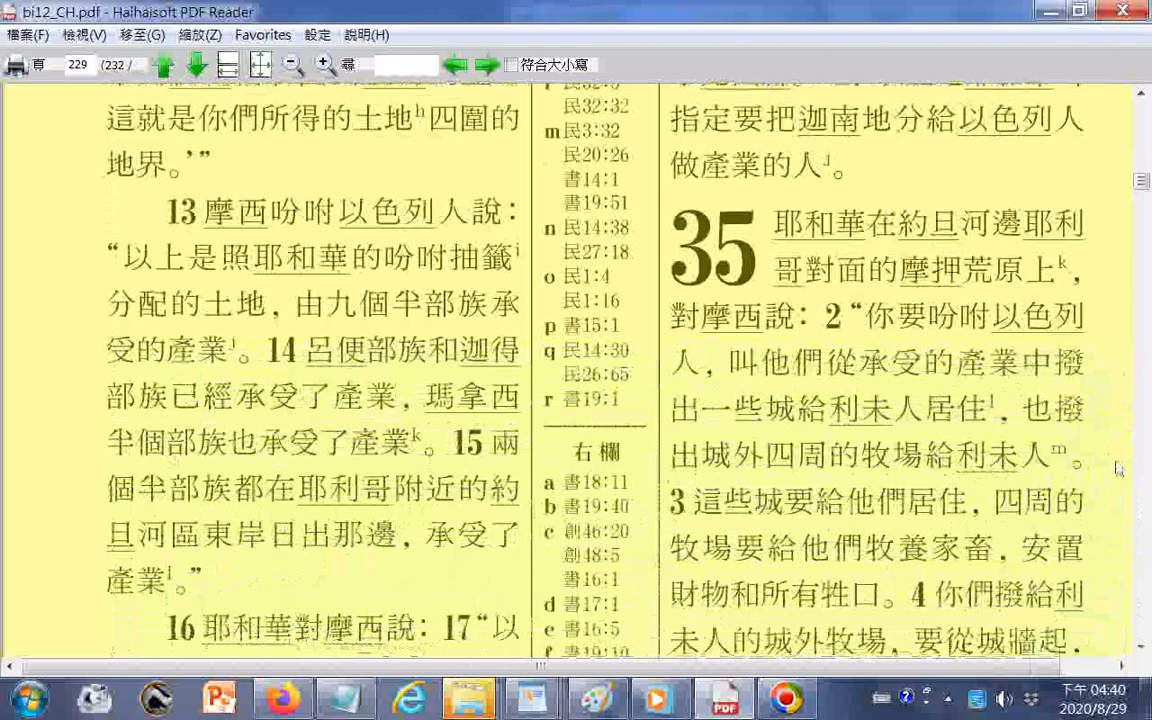 bi12_CH.pdf - Haihaisoft PDF Reader
檔案(F) 檢視(V) 移至(G) 縮放(Z) Favorites 設定 說明(H)
頁 229 (232 / 尋 符合大小寫
這就是你們所得的土地h四圍的
地界。’”
13 摩西吩咐以色列人說：
“以上是照耶和華的吩咐抽籤i
分配的土地，由九個半部族承
受的產業j。14 呂便部族和迦得
部族已經承受了產業，瑪拿西
半個部族也承受了產業k。15 兩
個半部族都在耶利哥附近的約
旦河區東岸日出那邊，承受了
產業l。”
16 耶和華對摩西說：17 “以
民32:32
m 民3:32
民20:26
書14:1
書19:51
n 民14:38
民27:18
o 民1:4
民1:16
p 書15:1
q 民14:30
民26:65
r 書19:1
右欄
a 書18:11
b 書19:40
c 創46:20
創48:5
書16:1
d 書17:1
e 書16:5
f 書19:10
指定要把迦南地分給以色列人
做產業的人j。
35 耶和華在約旦河邊耶利
哥對面的摩押荒原上k，
對摩西說：2 “你要吩咐以色列
人，叫他們從承受的產業中撥
出一些城給利未人居住l，也撥
出城外四周的牧場給利未人m。
3 這些城要給他們居住，四周的
牧場要給他們牧養家畜，安置
財物和所有牲口。4 你們撥給利
未人的城外牧場，要從城牆起，
PDF
下午 04:40
2020/8/29